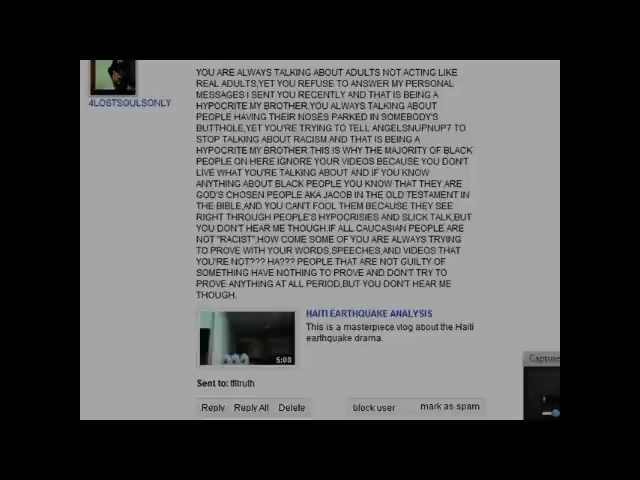 4LOSTSOULSONLY
YOU ARE ALWAYS TALKING ABOUT ADULTS NOT ACTING LIKE
REAL ADULTS,YET YOU REFUSE TO ANSWER MY PERSONAL
MESSAGES I SENT YOU RECENTLY AND THAT IS BEING A
HYPOCRITE MY BROTHER.YOU ALWAYS TALKING ABOUT
PEOPLE HAVING THEIR NOSES PARKED IN SOMEBODY'S
BUTTHOLE,YET YOU'RE TRYING TO TELL ANGELSNUPNUP7 TO
STOP TALKING ABOUT RACISM AND THAT IS BEING A
HYPOCRITE MY BROTHER.THIS IS WHY THE MAJORITY OF BLACK
PEOPLE ON HERE IGNORE YOUR VIDEOS BECAUSE YOU DON'T
LIVE WHAT YOU'RE TALKING ABOUT AND IF YOU KNOW
ANYTHING ABOUT BLACK PEOPLE YOU KNOW THAT THEY ARE
GOD'S CHOSEN PEOPLE AKA JACOB IN THE OLD TESTAMENT IN
THE BIBLE,AND YOU CAN'T FOOL THEM BECAUSE THEY SEE
RIGHT THROUGH PEOPLE'S HYPOCRISIES AND SLICK TALK,BUT
YOU DON'T HEAR ME THOUGH.IF ALL CAUCASIAN PEOPLE ARE
NOT "RACIST",HOW COME SOME OF YOU ARE ALWAYS TRYING
TO PROVE WITH YOUR WORDS,SPEECHES,AND VIDEOS THAT
YOU'RE NOT??? HA??? PEOPLE THAT ARE NOT GUILTY OF
SOMETHING HAVE NOTHING TO PROVE AND DON'T TRY TO
PROVE ANYTHING AT ALL PERIOD,BUT YOU DON'T HEAR ME
THOUGH.
HAITI EARTHQUAKE ANALYSIS
This is a masterpiece vlog about the Haiti
earthquake drama.
5:08
Sent to: tfltruth
Reply Reply All Delete block user mark as spam
Capture